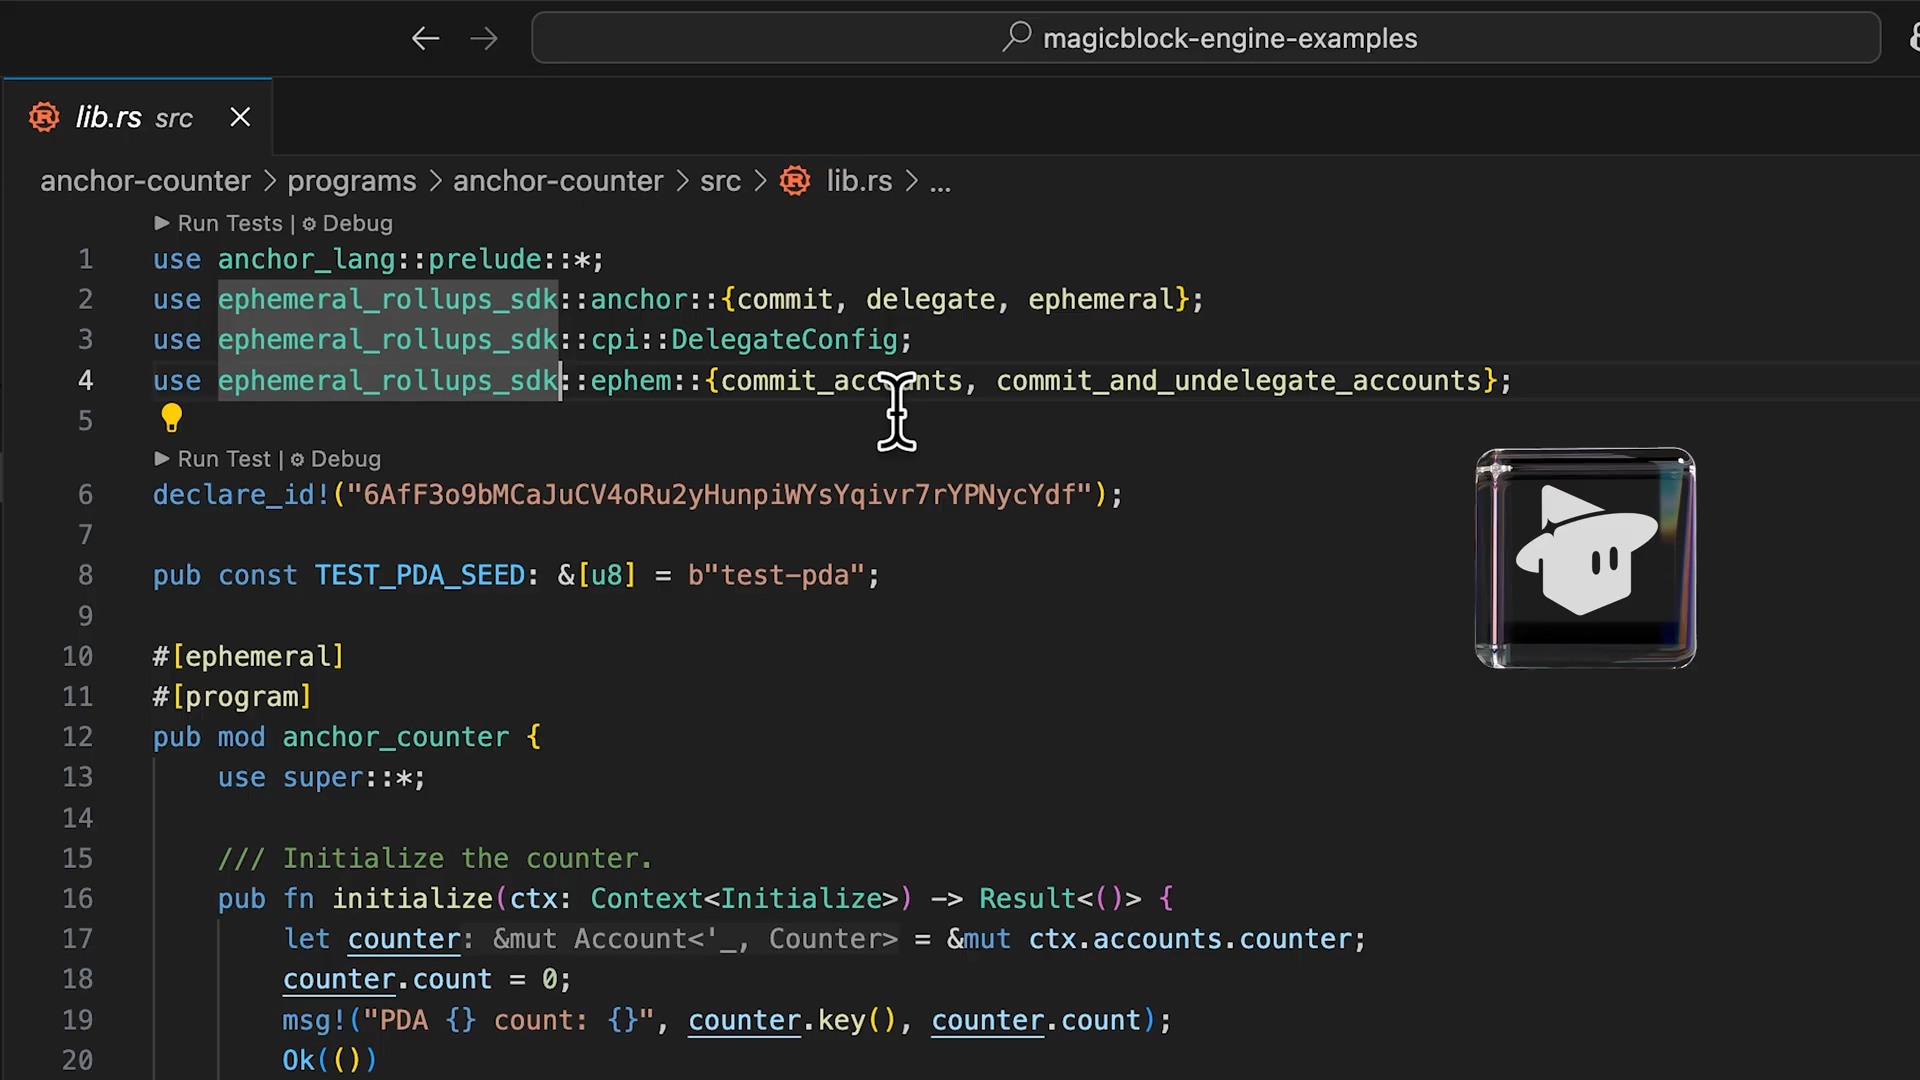 magicblock-engine-examples
lib.rs src
anchor-counter > programs > anchor-counter > src > lib.rs > ...
Run Tests | Debug
1 use anchor_lang::prelude::*;
2 use ephemeral_rollups_sdk::anchor::{commit, delegate, ephemeral};
3 use ephemeral_rollups_sdk::cpi::DelegateConfig;
4 use ephemeral_rollups_sdk::ephem::{commit_accounts, commit_and_undelegate_accounts};
5
Run Test | Debug
6 declare_id!("6AfF3o9bMCaJuCV4oRu2yHunpiWYsYqivr7rYPNycYdf");
7
8 pub const TEST_PDA_SEED: &[u8] = b"test-pda";
9
10 #[ephemeral]
11 #[program]
12 pub mod anchor_counter {
13 use super::*;
14
15 /// Initialize the counter.
16 pub fn initialize(ctx: Context<Initialize>) -> Result<()> {
17 let counter: &mut Account<'_, Counter> = &mut ctx.accounts.counter;
18 counter.count = 0;
19 msg!("PDA {} count: {}", counter.key(), counter.count);
20 Ok(())